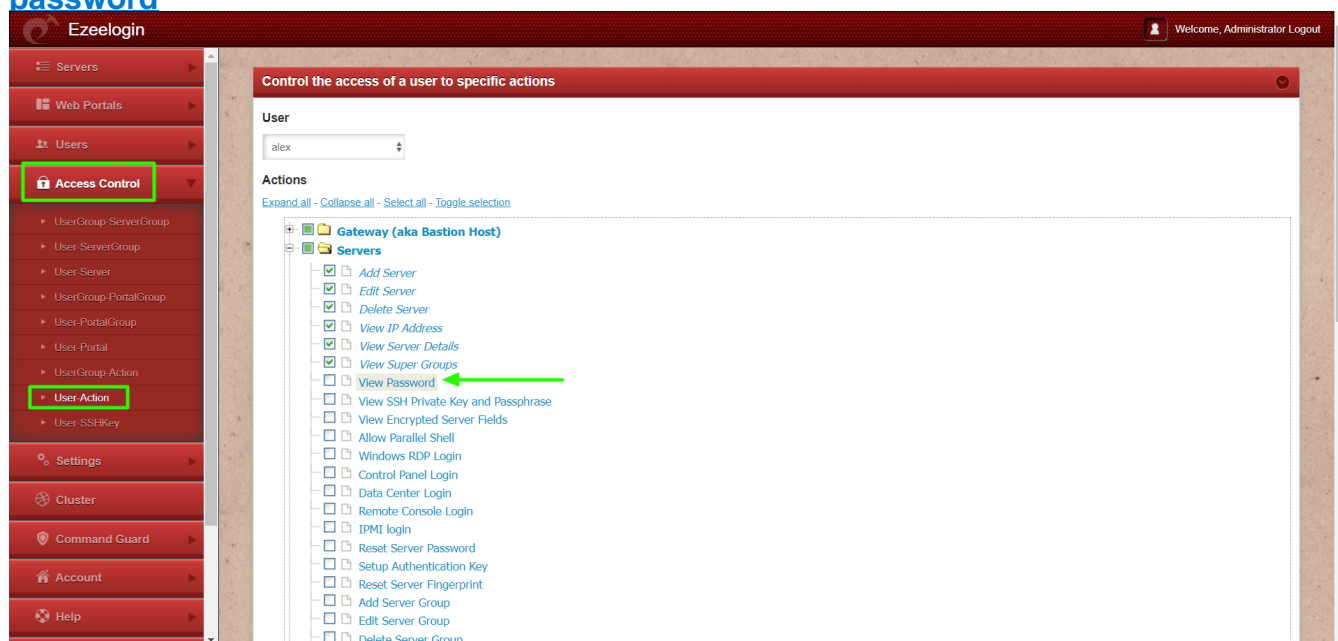 password
Ezeelogin
Welcome, Administrator Logout
Servers
Web Portals
Users
Access Control
UserGroup-ServerGroup
User-ServerGroup
User-Server
UserGroup-PortalGroup
User-PortalGroup
User-Portal
UserGroup-Action
User-Action
User-SSHKey
Settings
Cluster
Command Guard
Account
Help
Control the access of a user to specific actions
User
alex
Actions
Expand all - Collapse all - Select all - Toggle selection
Gateway (aka Bastion Host)
Servers
Add Server
Edit Server
Delete Server
View IP Address
View Server Details
View Super Groups
View Password
View SSH Private Key and Passphrase
View Encrypted Server Fields
Allow Parallel Shell
Windows RDP Login
Control Panel Login
Data Center Login
Remote Console Login
IPMI login
Reset Server Password
Setup Authentication Key
Reset Server Fingerprint
Add Server Group
Edit Server Group
Delete Server Group